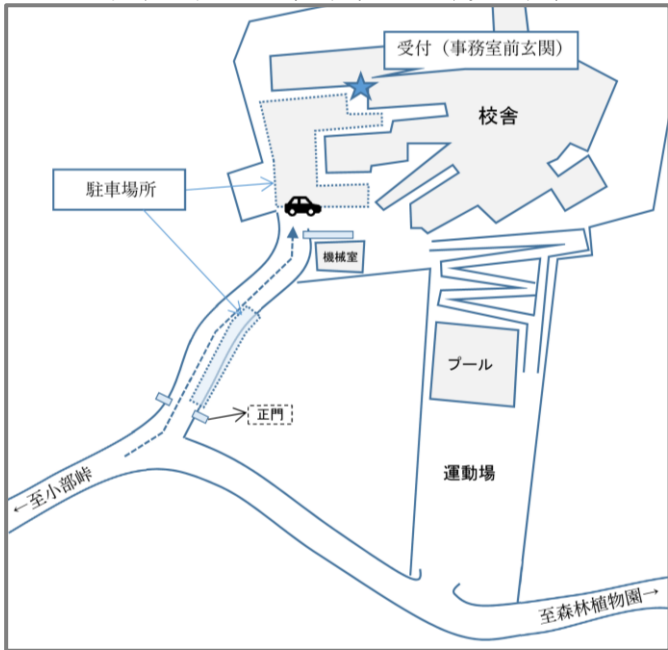 受付（事務室前玄関）
校舎
駐車場所
機械室
プール
正門
運動場
←至小部峠
至森林植物園→